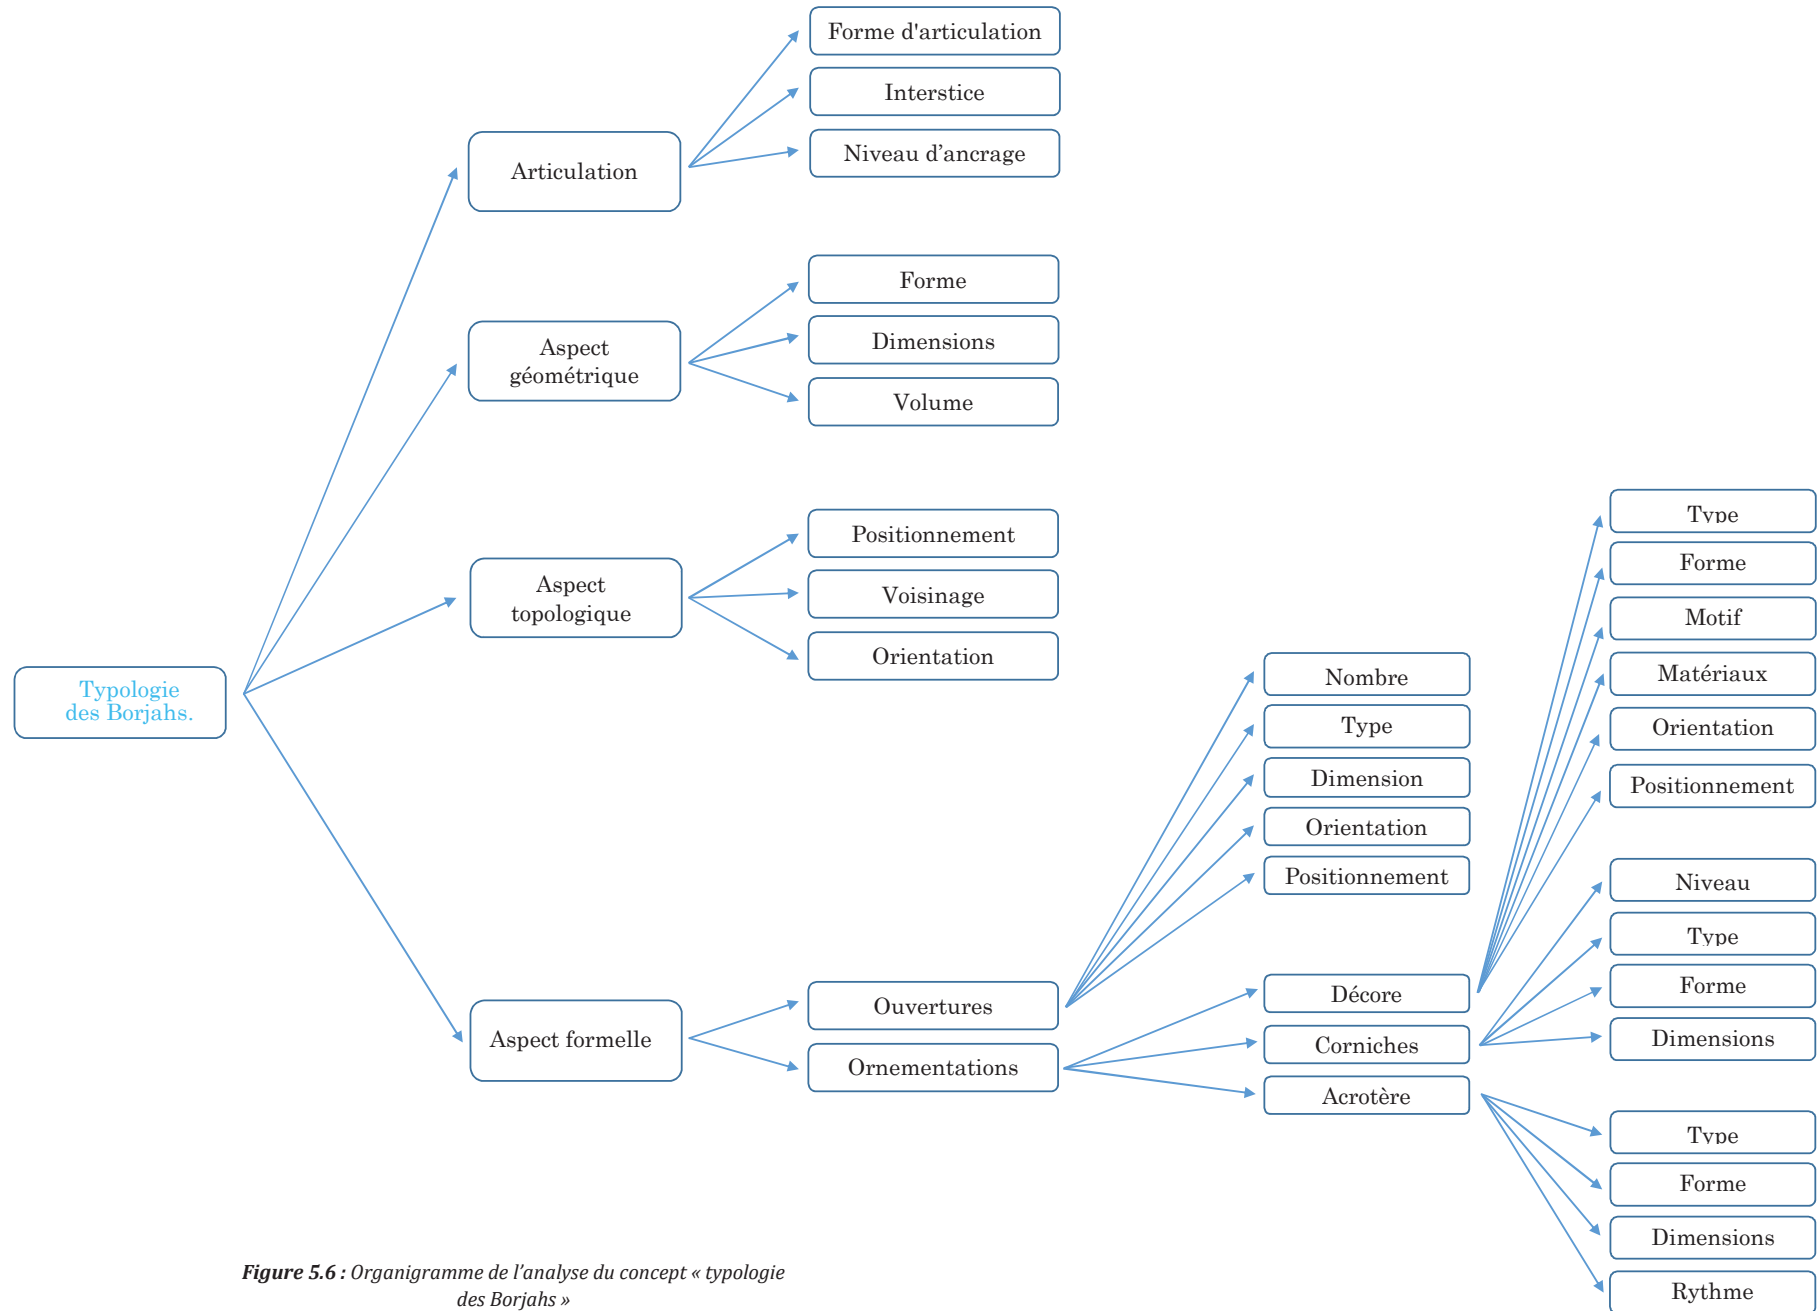 Forme d'articulation
Interstice
Niveau d’ancrage
Articulation
Forme
Dimensions
Volume
Aspect
géométrique
Positionnement
Voisinage
Orientation
Aspect
topologique
Typologie
des Borjahs.
Aspect formelle
Ouvertures
Ornementations
Nombre
Type
Dimension
Orientation
Positionnement
Décore
Corniches
Acrotère
Type
Forme
Motif
Matériaux
Orientation
Positionnement
Niveau
Type
Forme
Dimensions
Type
Forme
Dimensions
Rythme
Figure 5.6 : Organigramme de l’analyse du concept « typologie
des Borjahs »